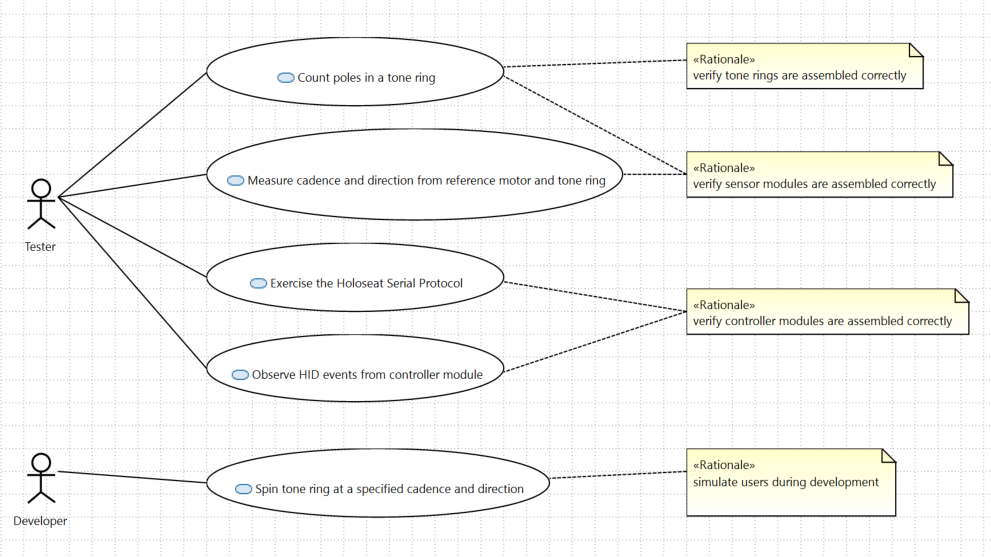 Count poles in a tone ring
«Rationale»
verify tone rings are assembled correctly
Measure cadence and direction from reference motor and tone ring
«Rationale»
verify sensor modules are assembled correctly
Tester
Exercise the Holoseat Serial Protocol
«Rationale»
verify controller modules are assembled correctly
Observe HID events from controller module
Developer
Spin tone ring at a specified cadence and direction
«Rationale»
simulate users during development